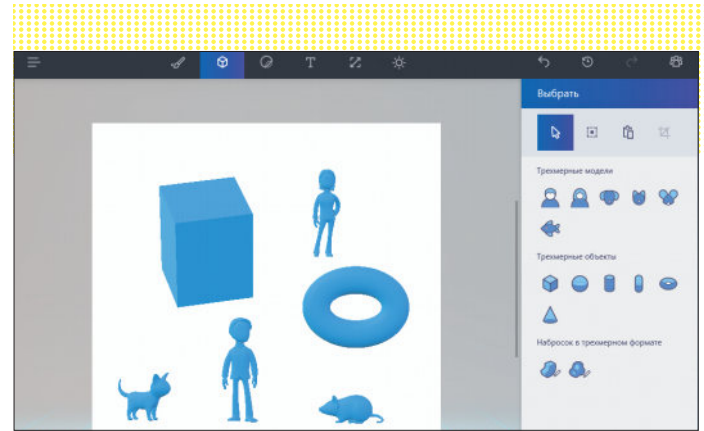 T
Выбрать
Трехмерные модели
Трехмерные объекты
Набросок в трехмерном формате